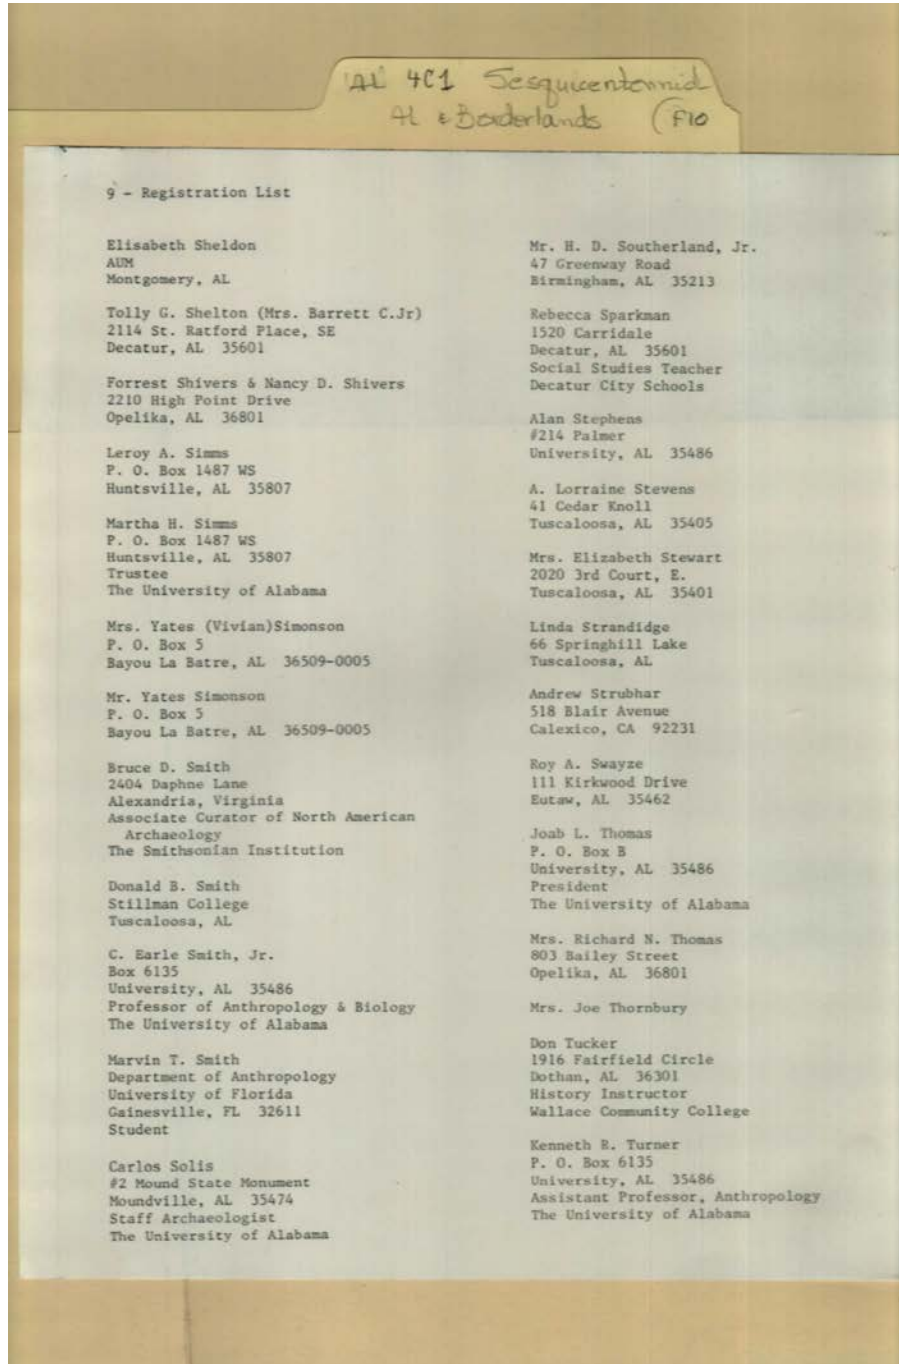 AL 4C1 Sesquicentennial
AL & Borderlands (F10
9 - Registration List
Elisabeth Sheldon
AUM
Montgomery, AL
Tolly G. Shelton (Mrs. Barrett C.Jr)
2114 St. Ratford Place, SE
Decatur, AL 35601
Forrest Shivers & Nancy D. Shivers
2210 High Point Drive
Opelika, AL 36801
Leroy A. Simms
P. O. Box 1487 WS
Huntsville, AL 35807
Martha H. Simms
P. O. Box 1487 WS
Huntsville, AL 35807
Trustee
The University of Alabama
Mrs. Yates (Vivian)Simonson
P. O. Box 5
Bayou La Batre, AL 36509-0005
Mr. Yates Simonson
P. O. Box 5
Bayou La Batre, AL 36509-0005
Bruce D. Smith
2404 Daphne Lane
Alexandria, Virginia
Associate Curator of North American
Archaeology
The Smithsonian Institution
Donald B. Smith
Stillman College
Tuscaloosa, AL
C. Earle Smith, Jr.
Box 6135
University, AL 35486
Professor of Anthropology & Biology
The University of Alabama
Marvin T. Smith
Department of Anthropology
University of Florida
Gainesville, FL 32611
Student
Carlos Solis
#2 Mound State Monument
Moundville, AL 35474
Staff Archaeologist
The University of Alabama
Mr. H. D. Southerland, Jr.
47 Greenway Road
Birmingham, AL 35213
Rebecca Sparkman
1520 Carridale
Decatur, AL 35601
Social Studies Teacher
Decatur City Schools
Alan Stephens
#214 Palmer
University, AL 35486
A. Lorraine Stevens
41 Cedar Knoll
Tuscaloosa, AL 35405
Mrs. Elizabeth Stewart
2020 3rd Court, E.
Tuscaloosa, AL 35401
Linda Strandidge
66 Springhill Lake
Tuscaloosa, AL
Andrew Strubhar
518 Blair Avenue
Calexico, CA 92231
Roy A. Swayze
111 Kirkwood Drive
Eutaw, AL 35462
Joab L. Thomas
P. O. Box B
University, AL 35486
President
The University of Alabama
Mrs. Richard N. Thomas
803 Bailey Street
Opelika, AL 36801
Mrs. Joe Thornbury
Don Tucker
1916 Fairfield Circle
Dothan, AL 36301
History Instructor
Wallace Community College
Kenneth R. Turner
P. O. Box 6135
University, AL 35486
Assistant Professor, Anthropology
The University of Alabama